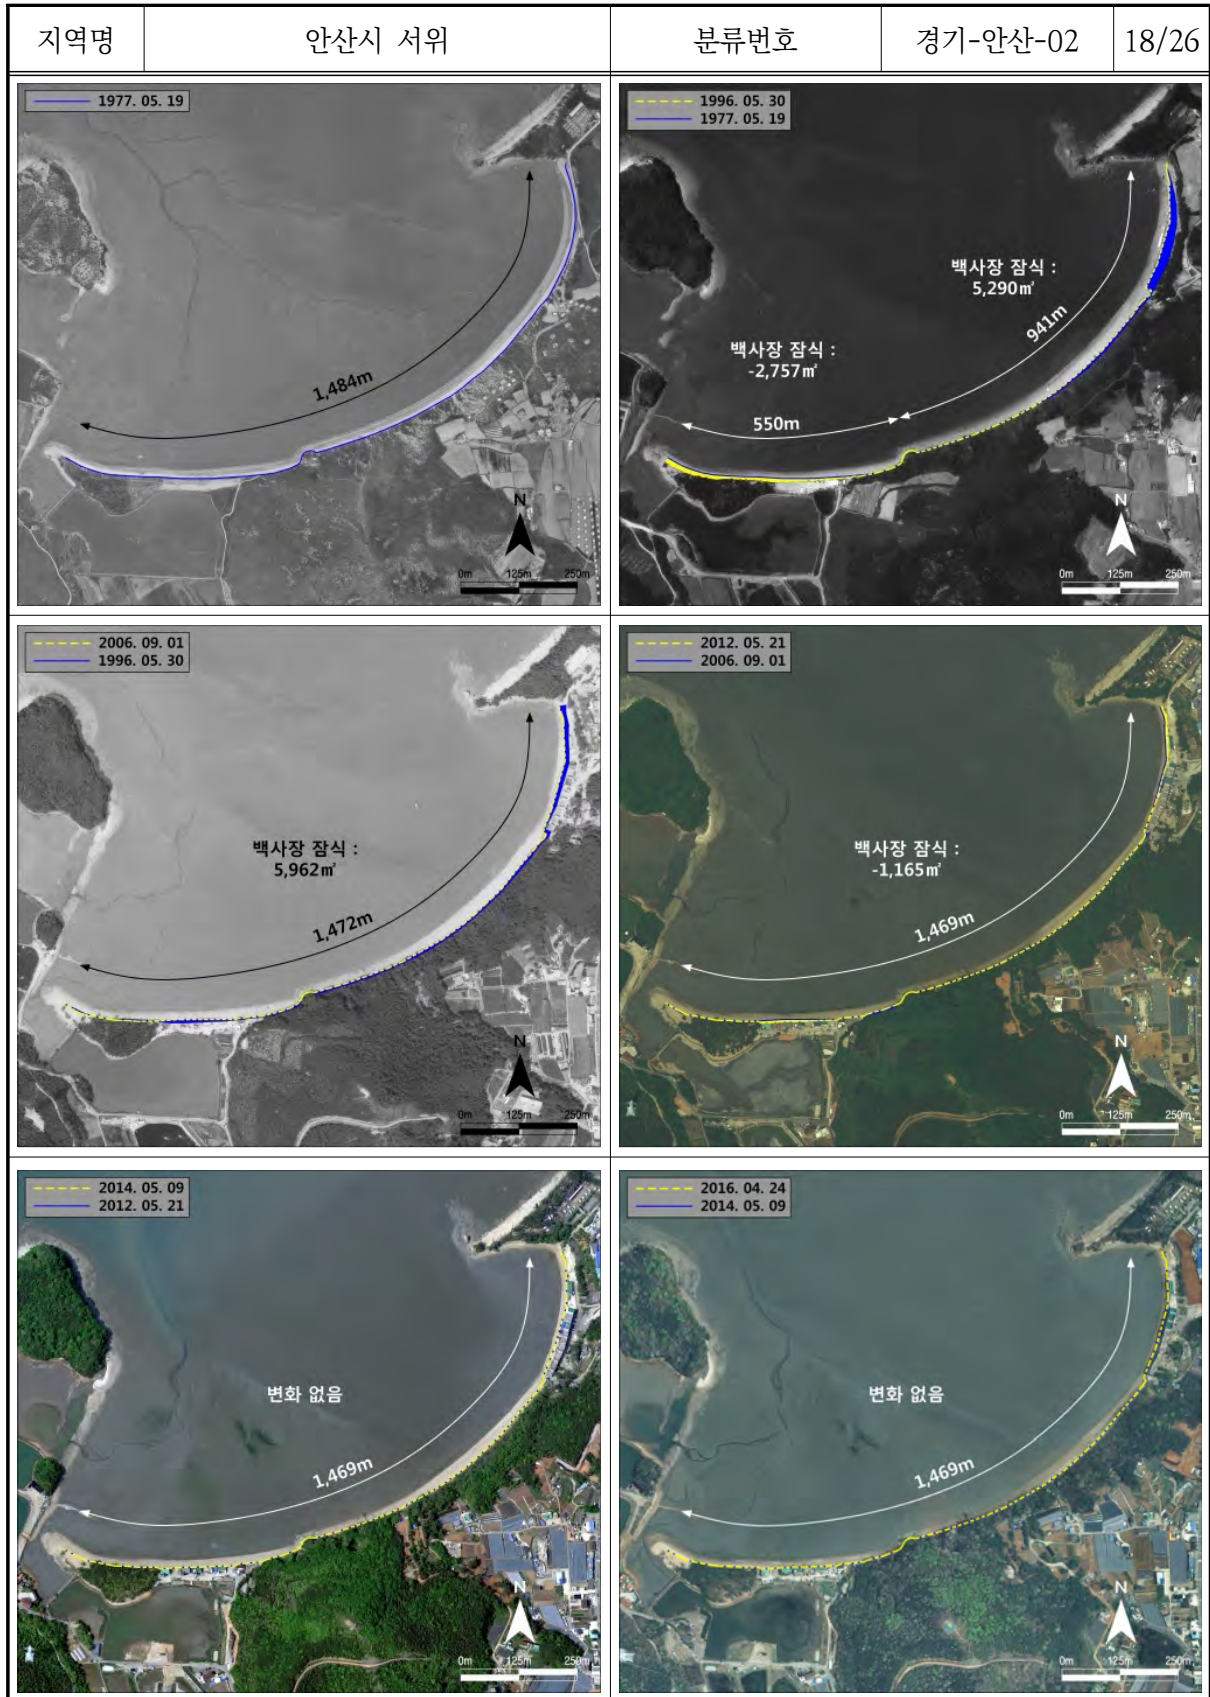 지역명 안산시 서위 분류번호 경기-안산-02 18/26
1977. 05. 19
1,484m
N
0m 125m 250m
1996. 05. 30
1977. 05. 19
백사장 잠식 :
5,290㎡
941m
백사장 잠식 :
-2,757㎡
550m
N
0m 125m 250m
2006. 09. 01
1996. 05. 30
백사장 잠식 :
5,962㎡
1,472m
N
0m 125m 250m
2012. 05. 21
2006. 09. 01
백사장 잠식 :
-1,165㎡
1,469m
N
0m 125m 250m
2014. 05. 09
2012. 05. 21
변화 없음
1,469m
N
0m 125m 250m
2016. 04. 24
2014. 05. 09
변화 없음
1,469m
N
0m 125m 250m